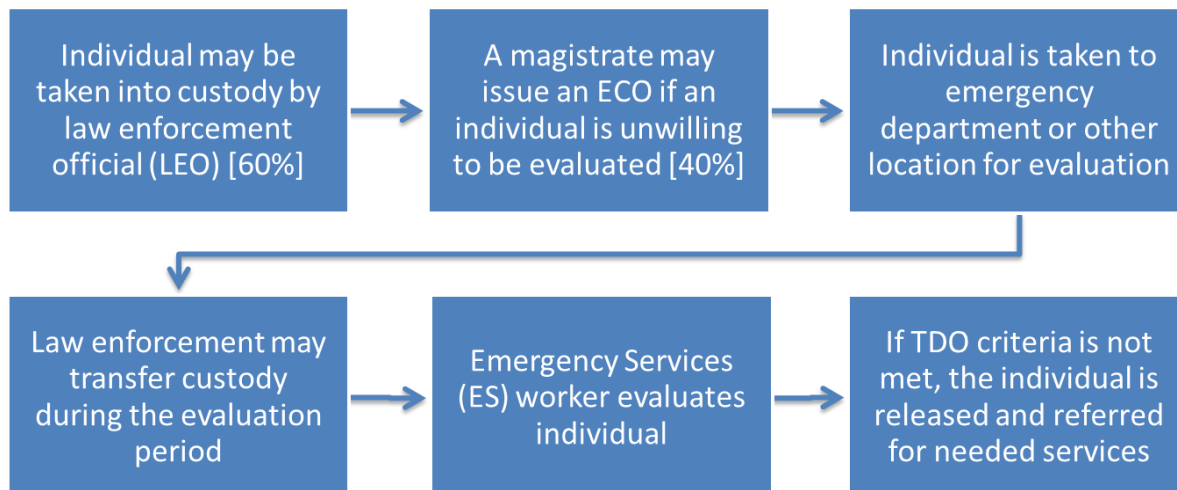 Individual may be
taken into custody by
law enforcement
official (LEO) [60%]
A magistrate may
issue an ECO if an
individual is unwilling
to be evaluated [40%]
Individual is taken to
emergency
department or other
location for evaluation
Law enforcement may
transfer custody
during the evaluation
period
Emergency Services
(ES) worker evaluates
individual
If TDO criteria is not
met, the individual is
released and referred
for needed services